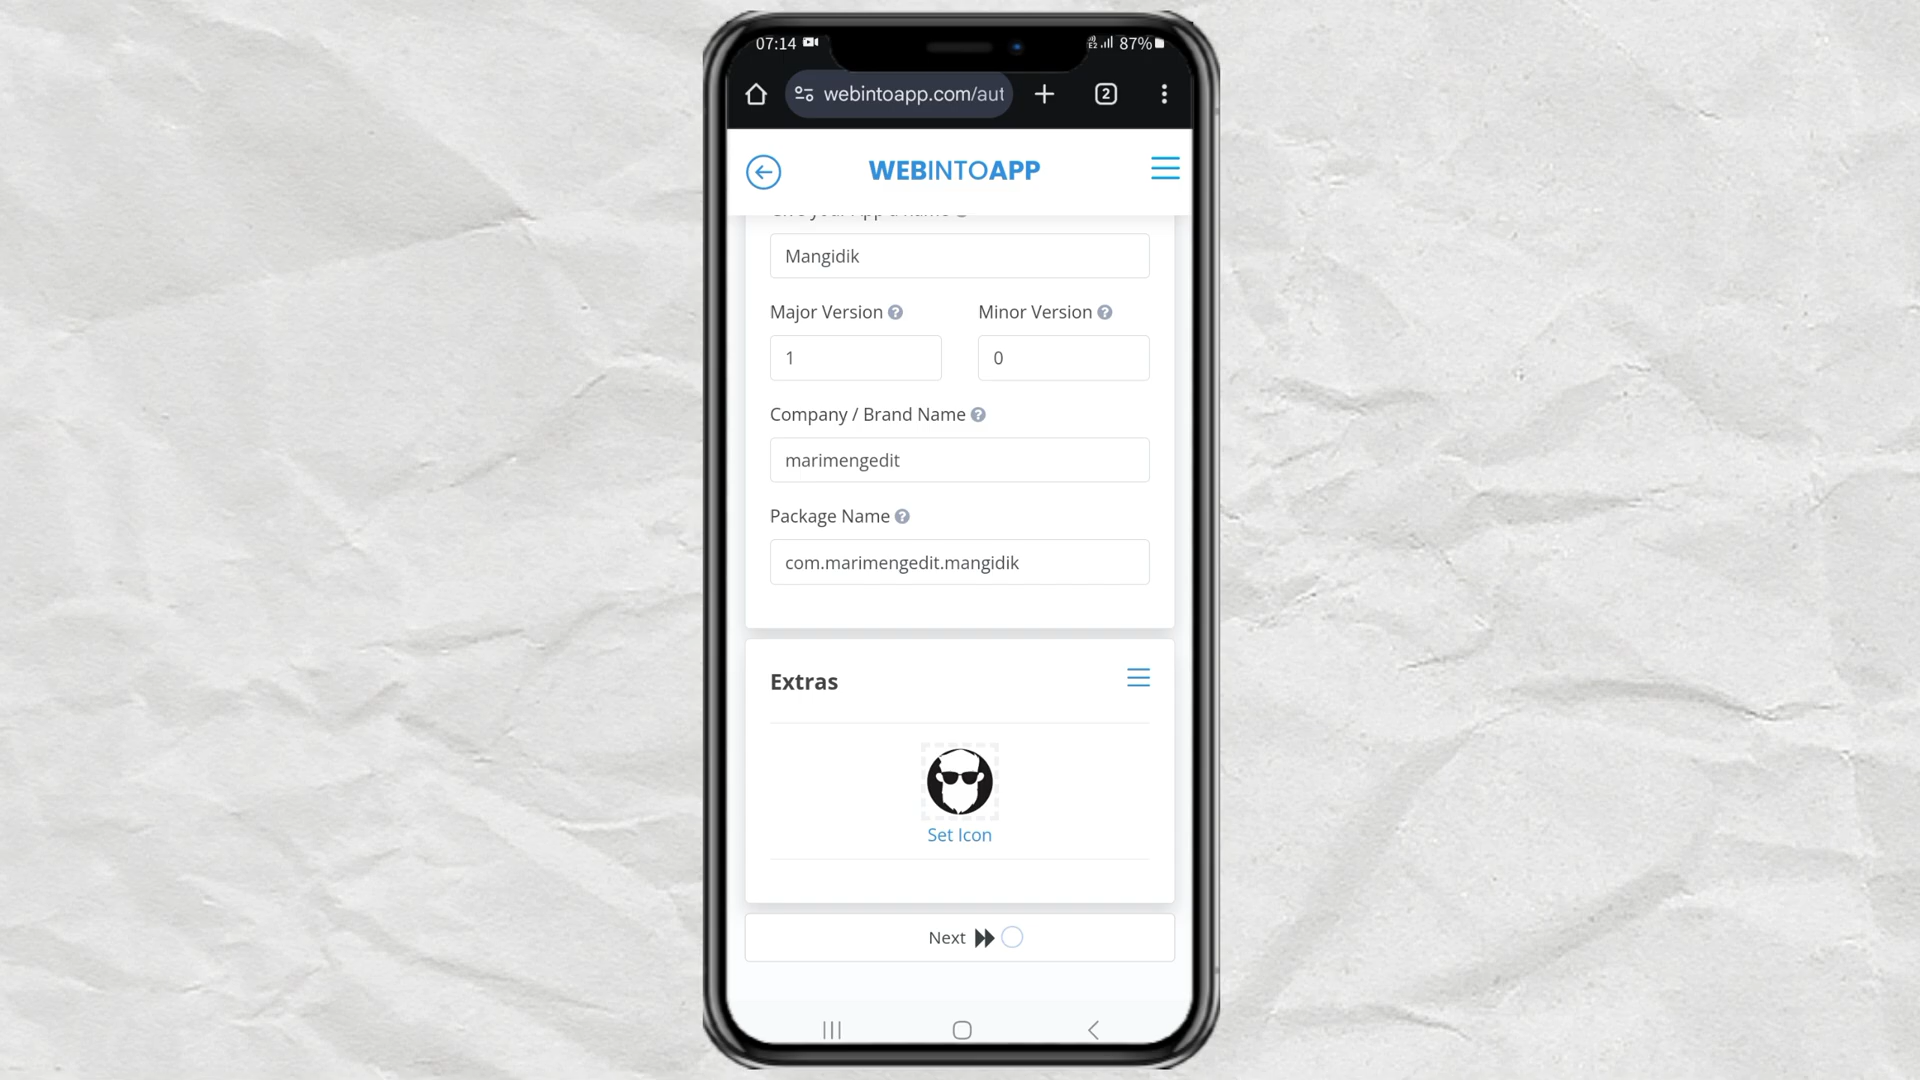 07:14 87%
webintoapp.com/aut 2
WEBINTOAPP
Give your App a name
Mangidik
Major Version ? Minor Version ?
1 0
Company / Brand Name ?
marimengedit
Package Name ?
com.marimengedit.mangidik
Extras
Set Icon
Next